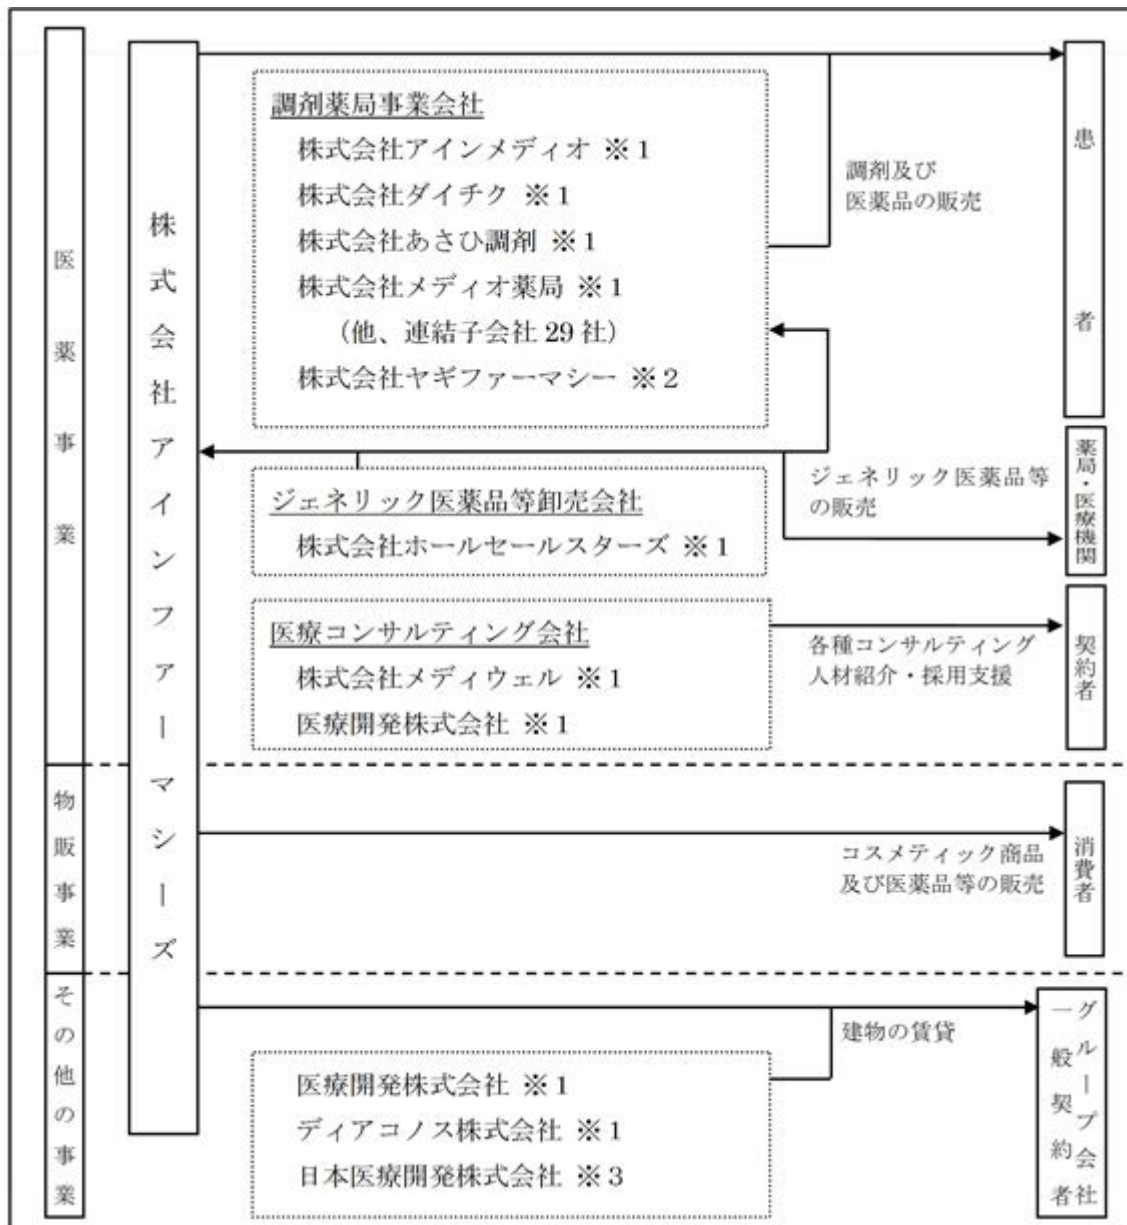 医薬事業
株式会社アインファーマシーズ
調剤薬局事業会社
株式会社アインメディオ ※1
株式会社ダイチク ※1
株式会社あさひ調剤 ※1
株式会社メディオ薬局 ※1
（他、連結子会社 29 社）
株式会社ヤギファーマシー ※2
調剤及び
医薬品の販売
患者
ジェネリック医薬品等卸売会社
株式会社ホールセールスターズ ※1
ジェネリック医薬品等
の販売
薬局・医療機関
医療コンサルティング会社
株式会社メディウェル ※1
医療開発株式会社 ※1
各種コンサルティング
人材紹介・採用支援
契約者
物販事業
コスメティック商品
及び医薬品等の販売
消費者
その他の事業
医療開発株式会社 ※1
ディアコノス株式会社 ※1
日本医療開発株式会社 ※3
建物の賃貸
グループ会社
一般契約者